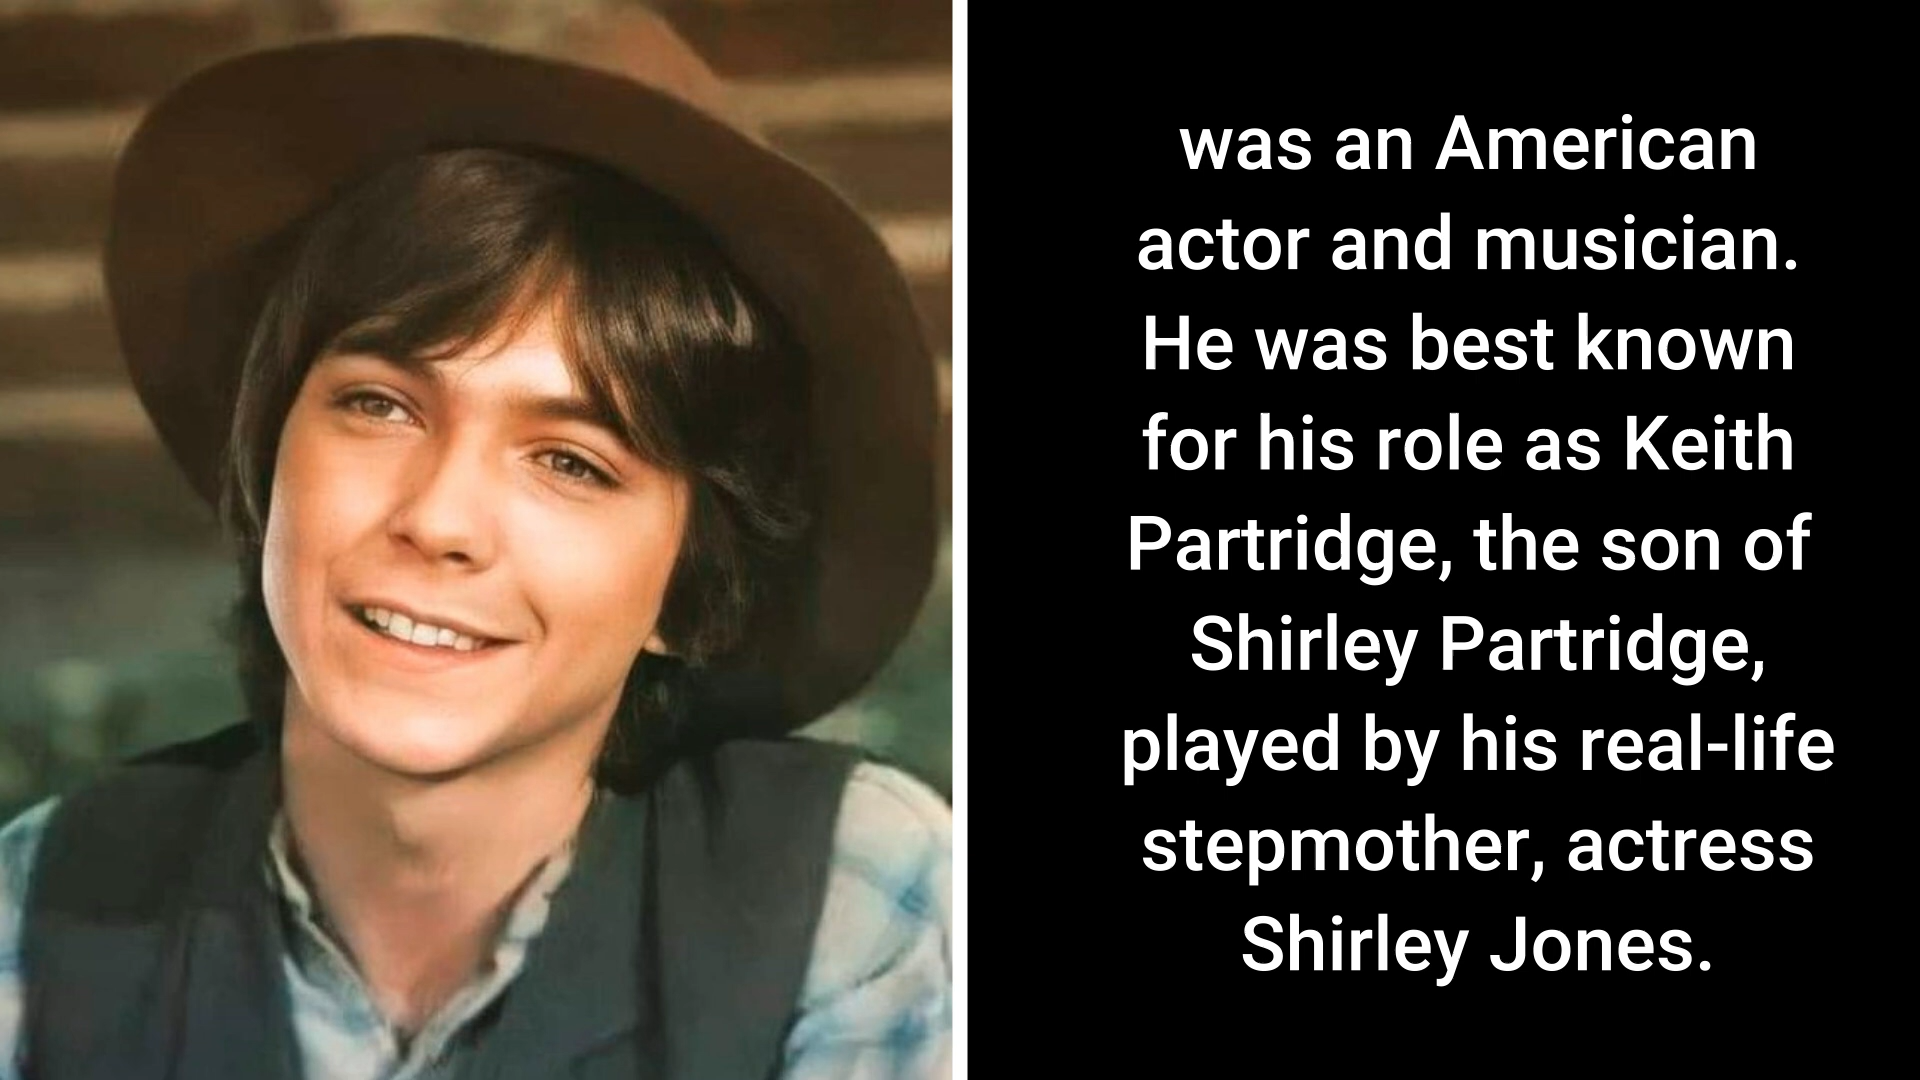 was an American
actor and musician.
He was best known
for his role as Keith
Partridge, the son of
Shirley Partridge,
played by his real-life
stepmother, actress
Shirley Jones.